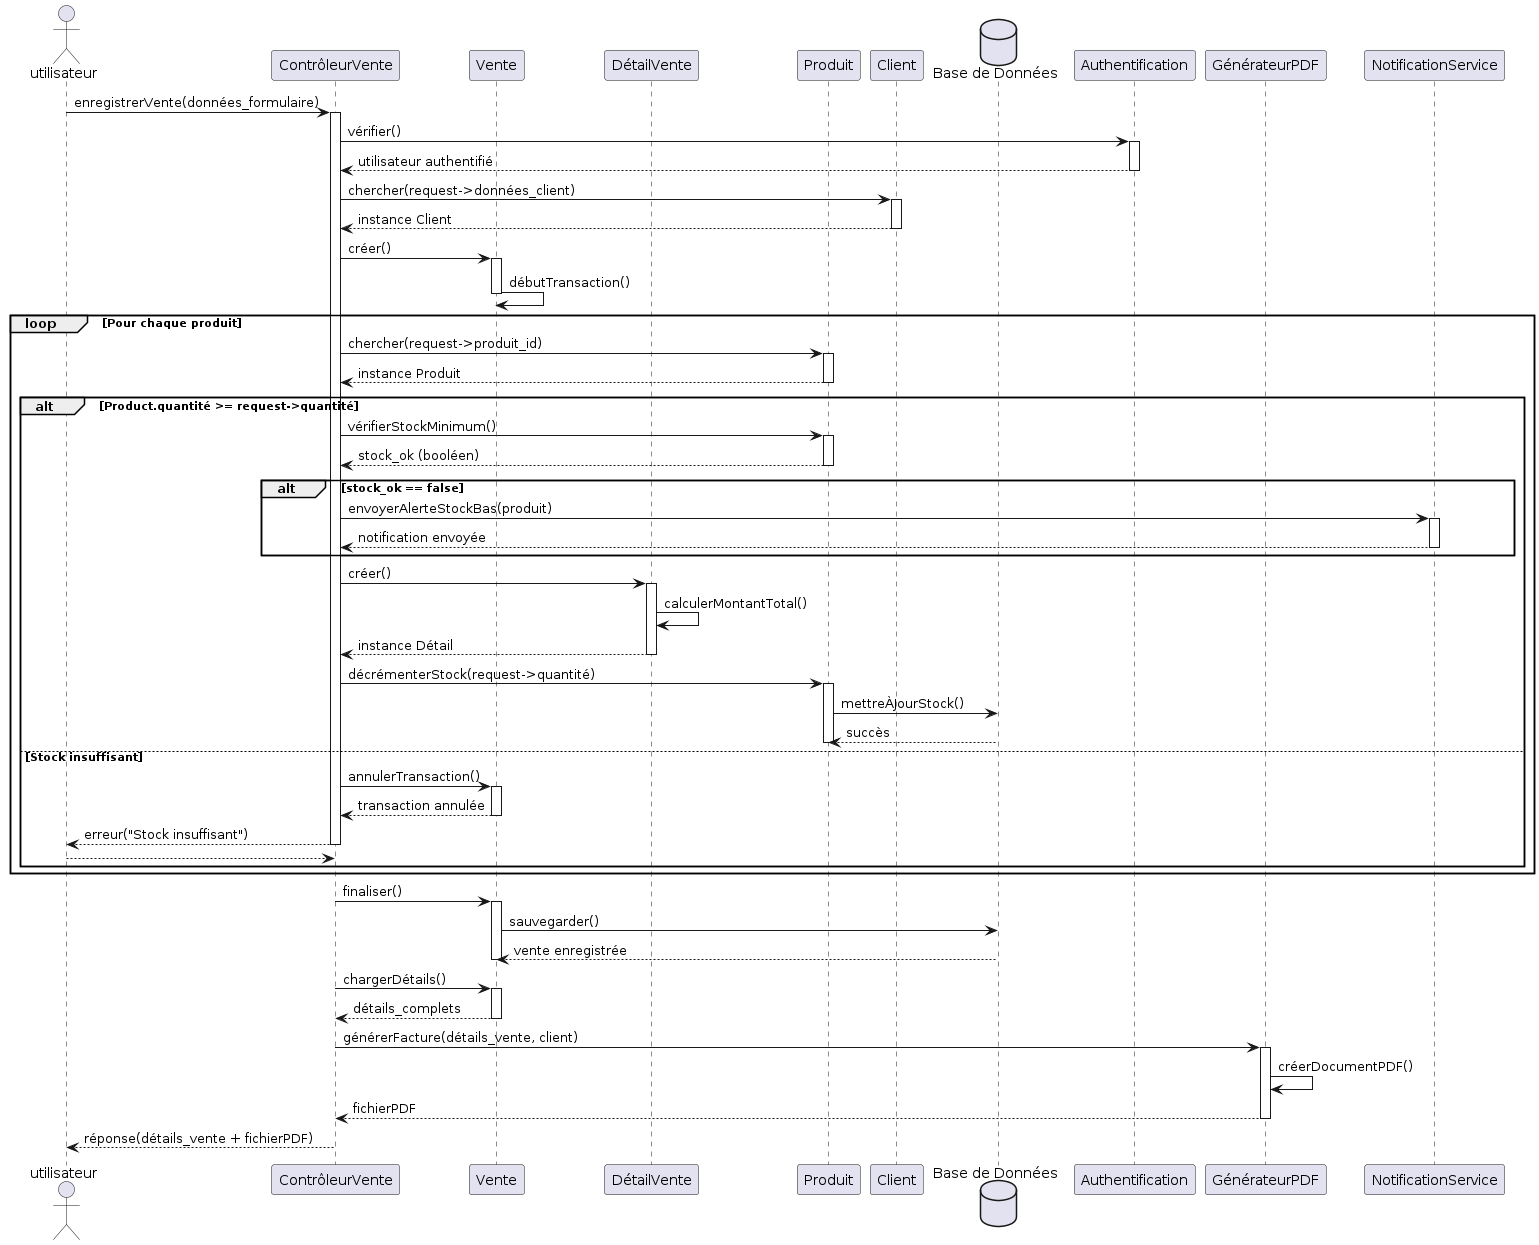 utilisateur
ContrôleurVente
Vente
DétailVente
Produit
Client
Base de Données
Authentification
GénérateurPDF
NotificationService
enregistrerVente(données_formulaire)
vérifier()
utilisateur authentifié
chercher(request->données_client)
instance Client
créer()
débutTransaction()
loop
[Pour chaque produit]
chercher(request->produit_id)
instance Produit
alt
[Product.quantité >= request->quantité]
vérifierStockMinimum()
stock_ok (booléen)
alt
[stock_ok == false]
envoyerAlerteStockBas(produit)
notification envoyée
créer()
calculerMontantTotal()
instance Détail
décrémenterStock(request->quantité)
mettreÀJourStock()
succès
[Stock insuffisant]
annulerTransaction()
transaction annulée
erreur("Stock insuffisant")
finaliser()
sauvegarder()
vente enregistrée
chargerDétails()
détails_complets
générerFacture(détails_vente, client)
créerDocumentPDF()
fichierPDF
réponse(détails_vente + fichierPDF)
utilisateur
ContrôleurVente
Vente
DétailVente
Produit
Client
Base de Données
Authentification
GénérateurPDF
NotificationService